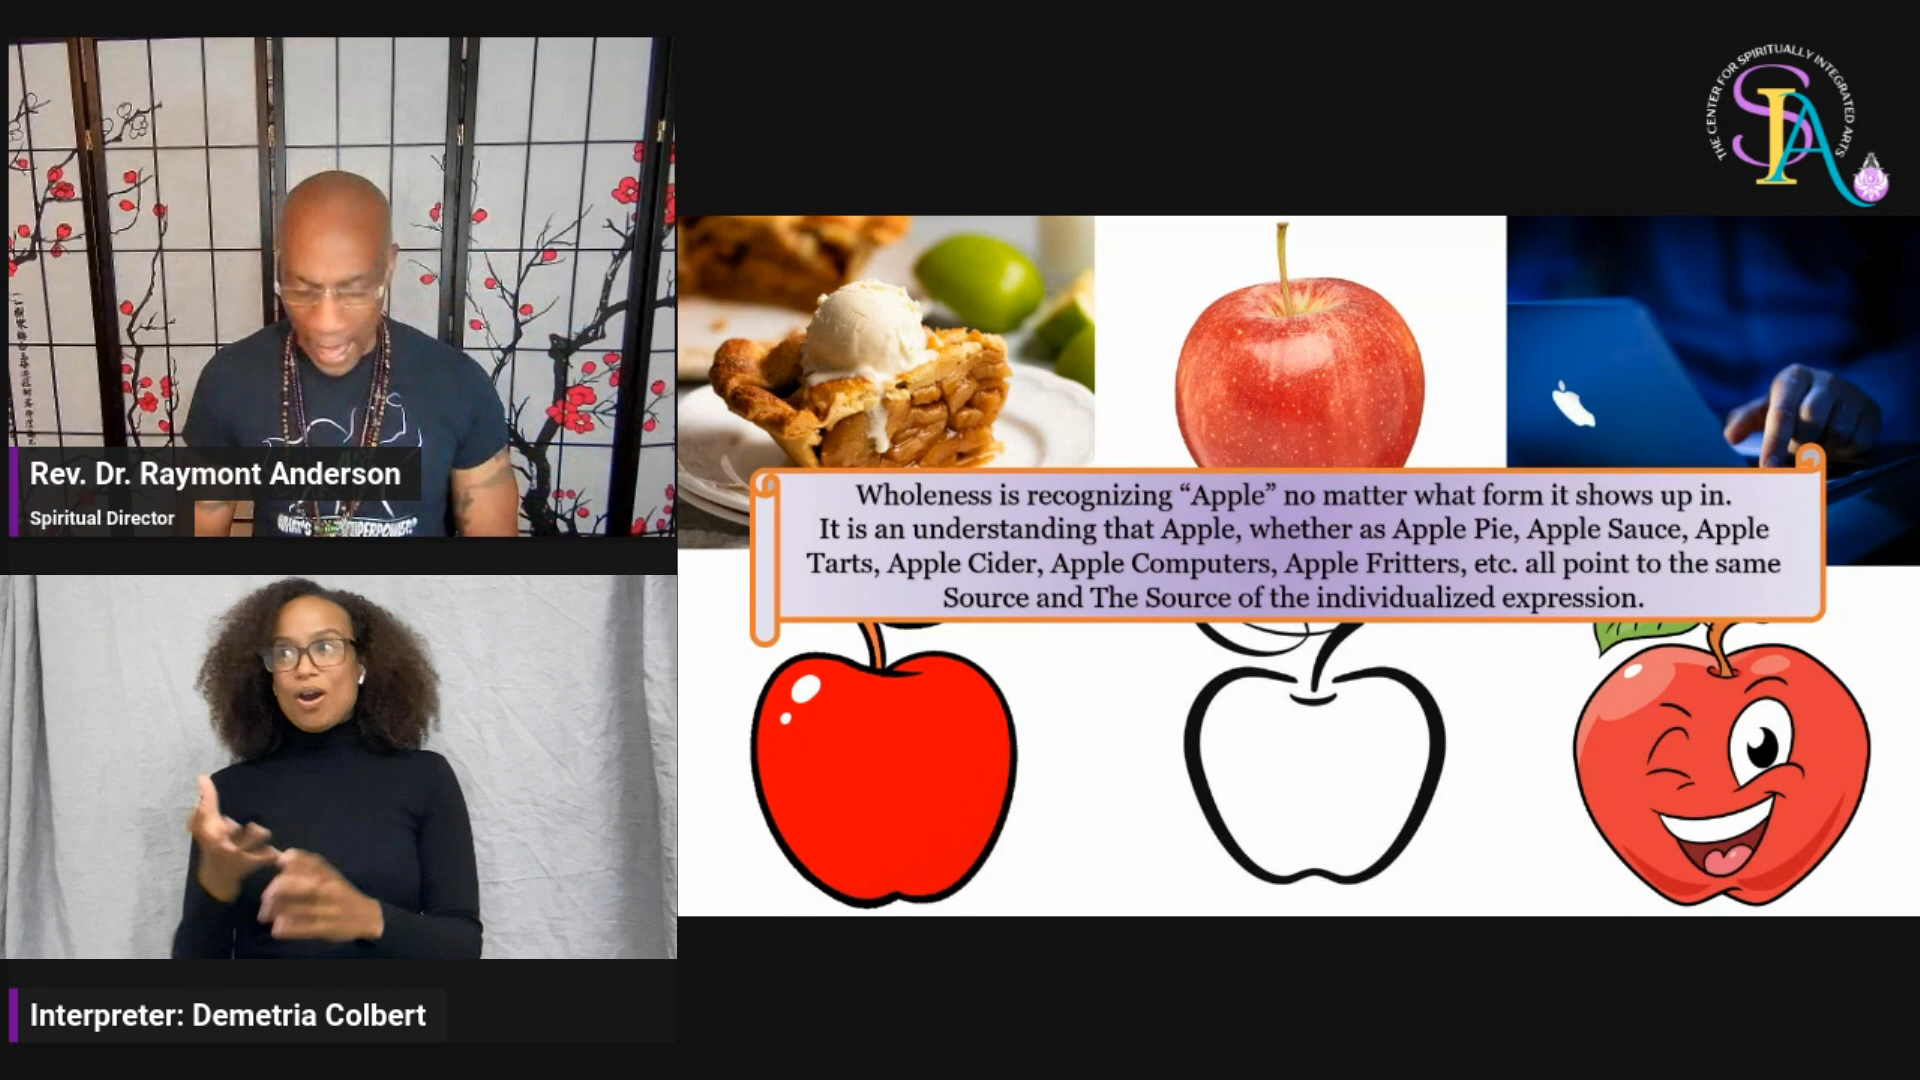 THE CENTER FOR SPIRITUALLY INTEGRATED ARTS
SIA
Rev. Dr. Raymont Anderson
Spiritual Director
WHAT'S
SUPERPOWER?
Wholeness is recognizing “Apple” no matter what form it shows up in.
It is an understanding that Apple, whether as Apple Pie, Apple Sauce, Apple
Tarts, Apple Cider, Apple Computers, Apple Fritters, etc. all point to the same
Source and The Source of the individualized expression.
Interpreter: Demetria Colbert